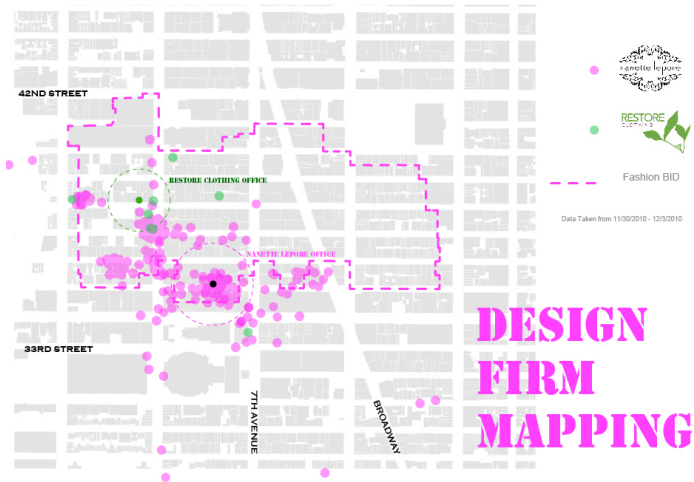 42ND STREET
nanette lepore
RESTORE
CLOTHING
RESTORE CLOTHING OFFICE
Fashion BID
Data Taken from 11/30/2010 - 12/3/2010
NANETTE LEPORE OFFICE
33RD STREET
7TH AVENUE
BROADWAY
DESIGN
FIRM
MAPPING